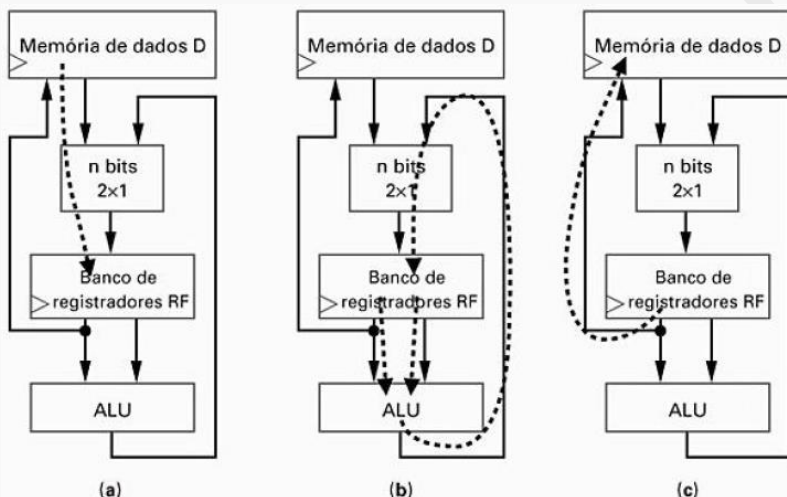 Memória de dados D
n bits
2×1
Banco de
registradores RF
ALU
(a)
Memória de dados D
n bits
2×1
Banco de
registradores RF
ALU
(b)
Memória de dados D
n bits
2×1
Banco de
registradores RF
ALU
(c)